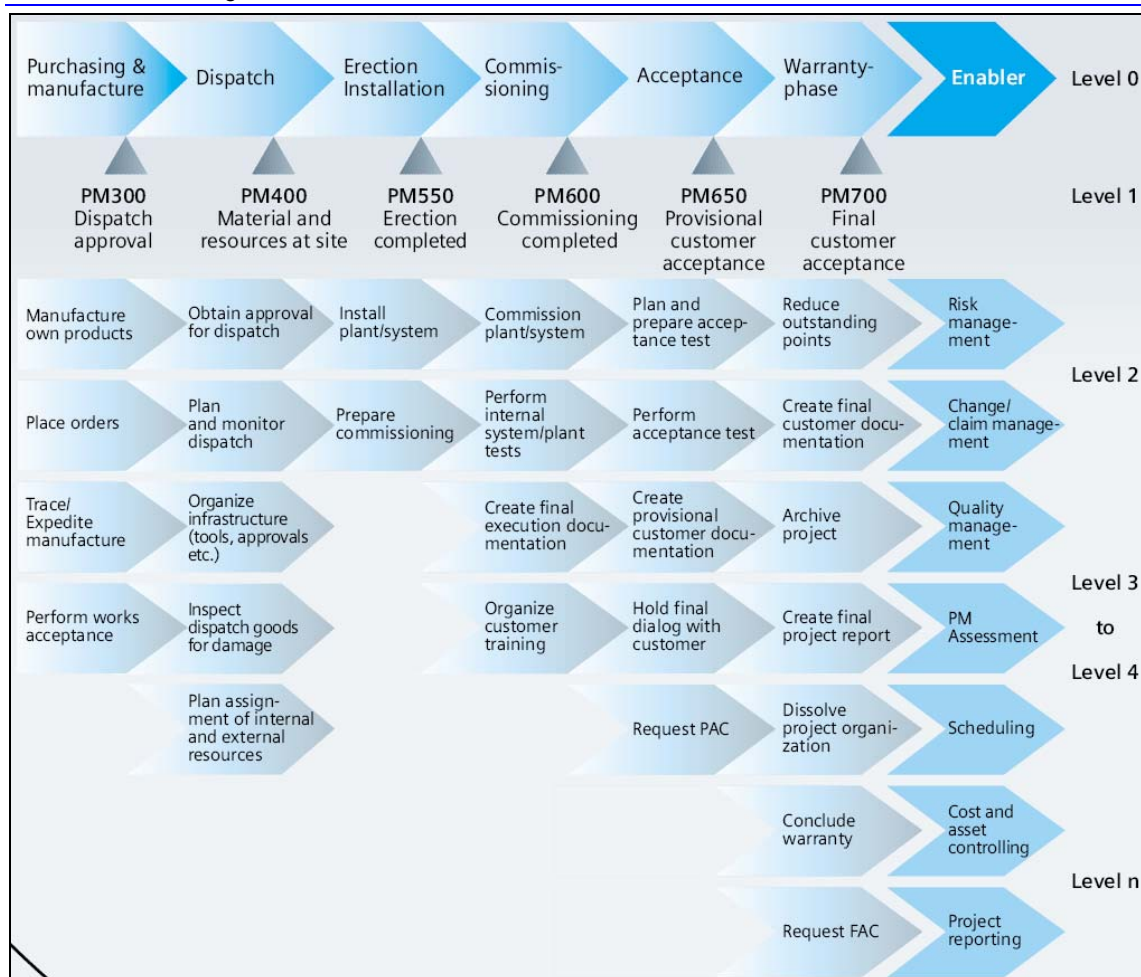 Purchasing &
manufacture
Dispatch
Erection
Installation
Commis-
sioning
Acceptance
Warranty-
phase
Enabler
Level 0
PM300
Dispatch
approval
PM400
Material and
resources at site
PM550
Erection
completed
PM600
Commissioning
completed
PM650
Provisional
customer
acceptance
PM700
Final
customer
acceptance
Level 1
Manufacture
own products
Obtain approval
for dispatch
Install
plant/system
Commission
plant/system
Plan and
prepare accep-
tance test
Reduce
outstanding
points
Risk
manage-
ment
Level 2
Place orders
Plan
and monitor
dispatch
Prepare
commissioning
Perform
internal
system/plant
tests
Perform
acceptance test
Create final
customer docu-
mentation
Change/
claim manage-
ment
Trace/
Expedite
manufacture
Organize
infrastructure
(tools, approvals
etc.)
Create final
execution docu-
mentation
Create
provisional
customer docu-
mentation
Archive
project
Quality
manage-
ment
Level 3
to
Level 4
Perform works
acceptance
Inspect
dispatch goods
for damage
Organize
customer
training
Hold final
dialog with
customer
Create final
project report
PM
Assessment
Plan assign-
ment of internal
and external
resources
Request PAC
Dissolve
project organi-
zation
Scheduling
Conclude
warranty
Cost and
asset
controlling
Level n
Request FAC
Project
reporting